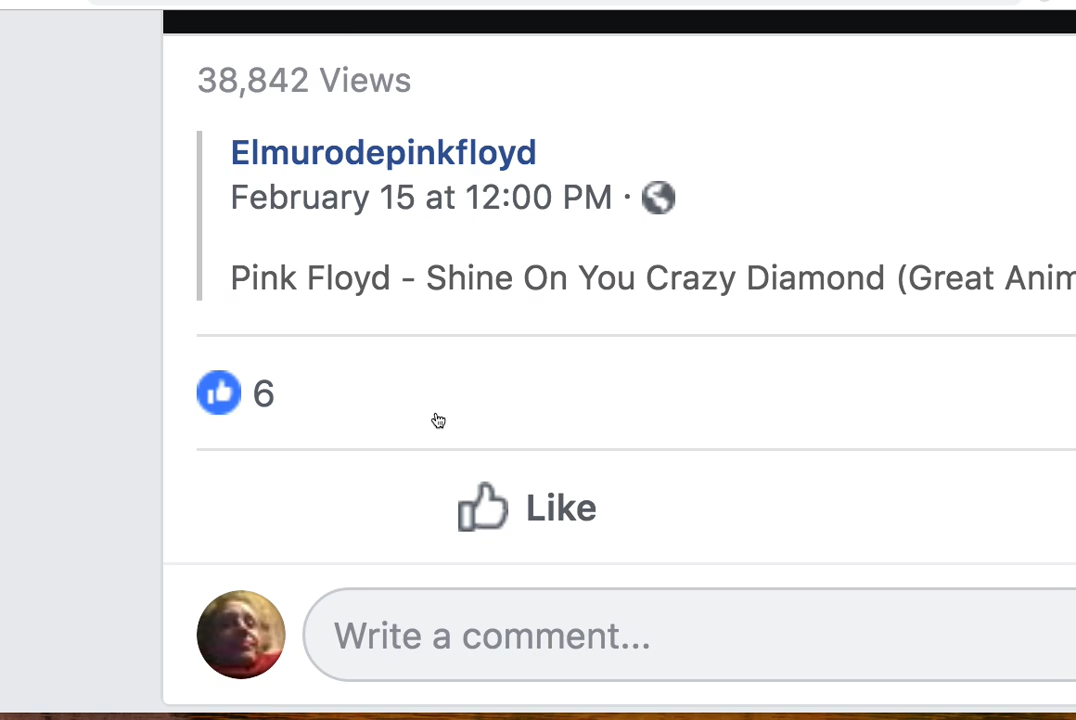 38,842 Views
Elmurodepinkfloyd
February 15 at 12:00 PM ·
Pink Floyd - Shine On You Crazy Diamond (Great Anim
6
Like
Write a comment...